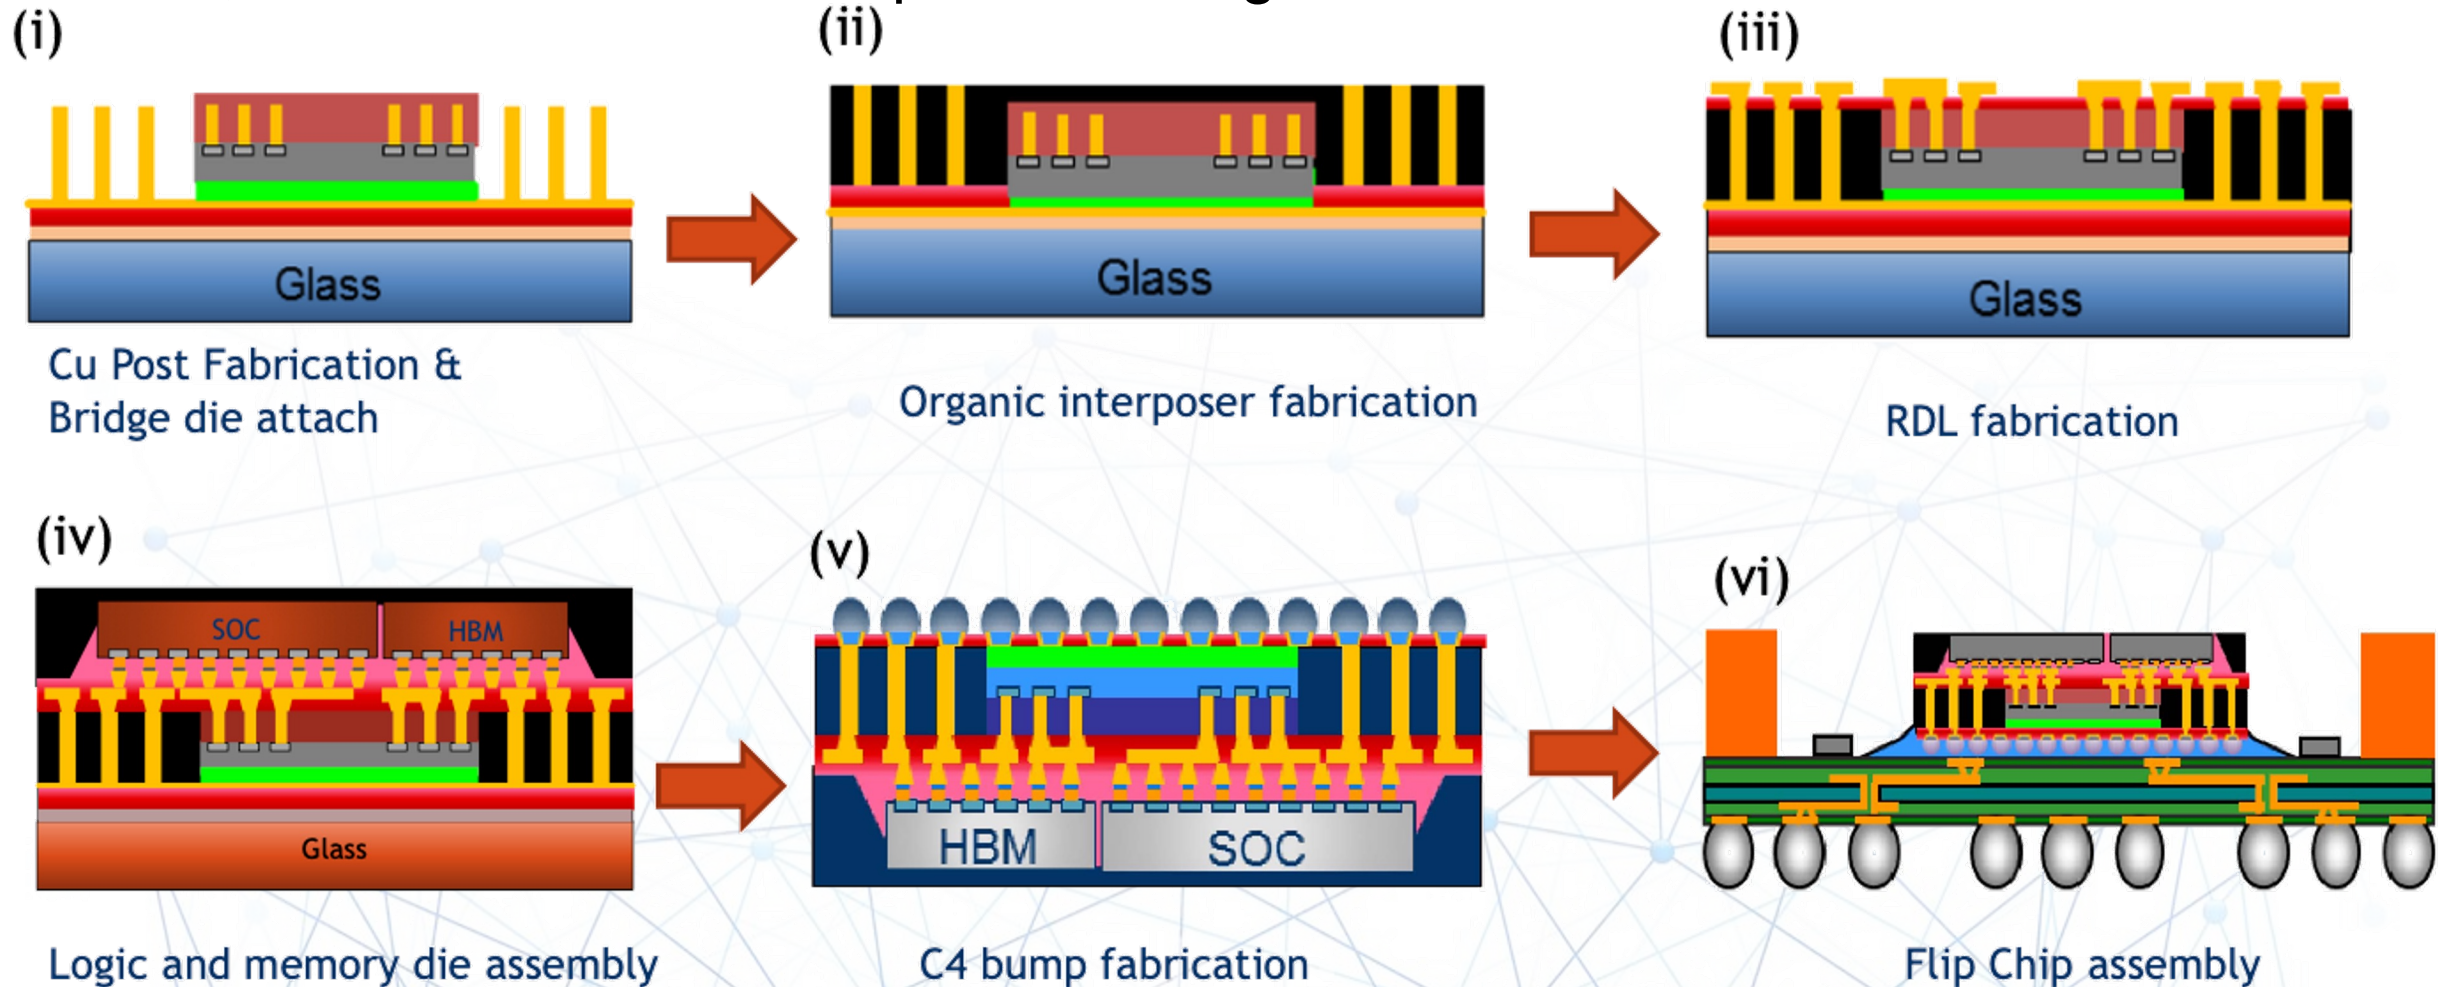 (i)
(ii)
(iii)
Glass
Glass
Glass
Cu Post Fabrication &
Bridge die attach
Organic interposer fabrication
RDL fabrication
(iv)
(v)
(vi)
SOC
HBM
Glass
HBM
SOC
Logic and memory die assembly
C4 bump fabrication
Flip Chip assembly